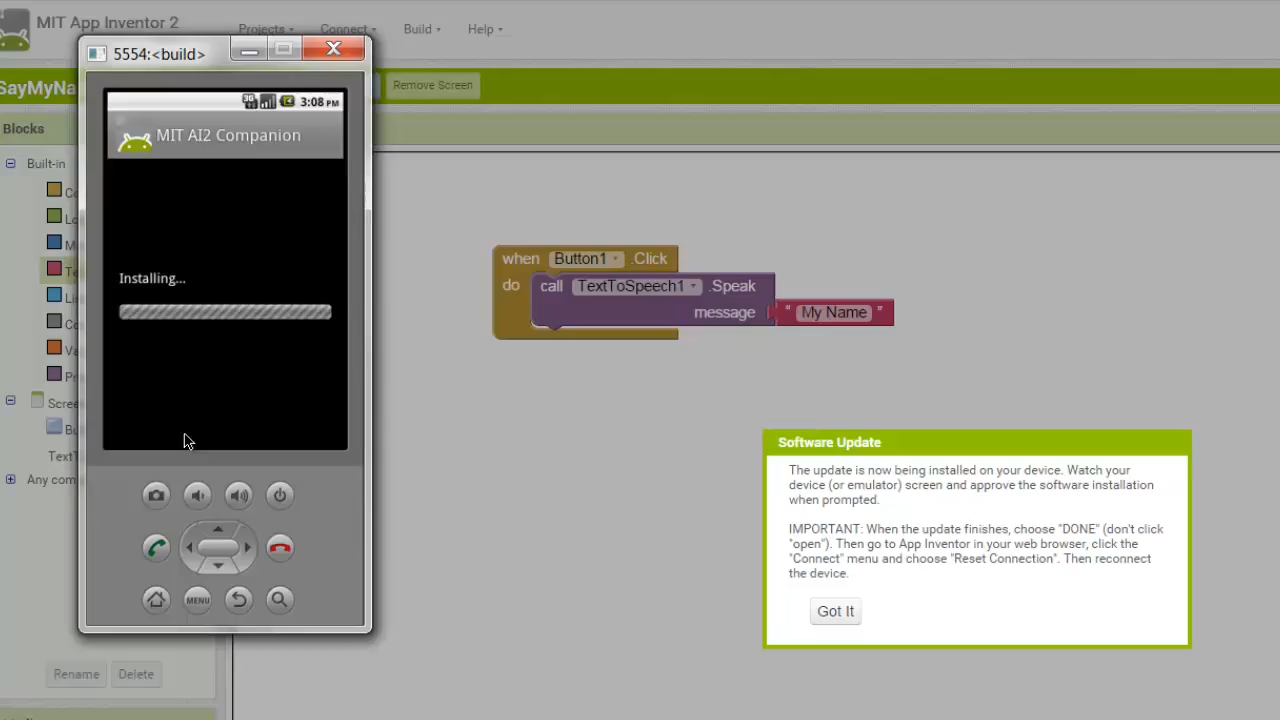 MIT App Inventor 2
Projects
Connect
Build
Help
5554:<build>
SayMyNa
Remove Screen
3G
3:08 PM
MIT AI2 Companion
Blocks
Built-in
Installing...
Scree
Any com
when Button1 .Click
do call TextToSpeech1 .Speak
message " My Name "
Software Update
The update is now being installed on your device. Watch your
device (or emulator) screen and approve the software installation
when prompted.
IMPORTANT: When the update finishes, choose "DONE" (don't click
"open"). Then go to App Inventor in your web browser, click the
"Connect" menu and choose "Reset Connection". Then reconnect
the device.
Got It
MENU
Rename
Delete